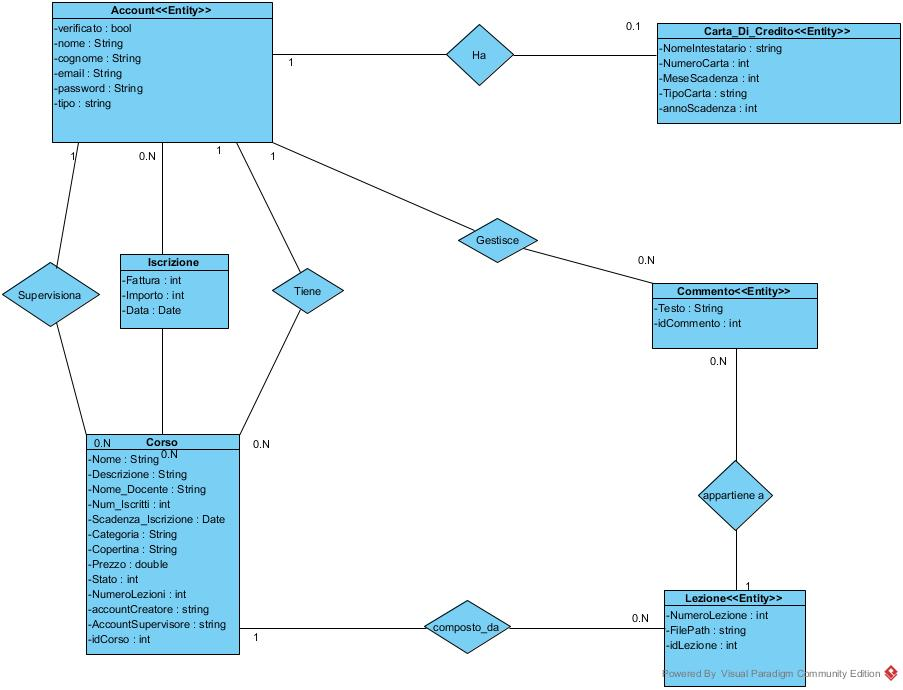 Account<<Entity>>
-verificato : bool
-nome : String
-cognome : String
-email : String
-password : String
-tipo : string
1
Ha
0.1
Carta_Di_Credito<<Entity>>
-NomeIntestatario : string
-NumeroCarta : int
-MeseScadenza : int
-TipoCarta : string
-annoScadenza : int
1
0.N
1
1
Supervisiona
Iscrizione
-Fattura : int
-Importo : int
-Data : Date
Tiene
Gestisce
0.N
Commento<<Entity>>
-Testo : String
-idCommento : int
0.N
appartiene a
1
0.N
0.N
0.N
Corso
-Nome : String
-Descrizione : String
-Nome_Docente : String
-Num_Iscritti : int
-Scadenza_Iscrizione : Date
-Categoria : String
-Copertina : String
-Prezzo : double
-Stato : int
-NumeroLezioni : int
-accountCreatore : string
-AccountSupervisore : string
-idCorso : int
1
composto_da
0.N
Lezione<<Entity>>
-NumeroLezione : int
-FilePath : string
-idLezione : int
Powered By Visual Paradigm Community Edition